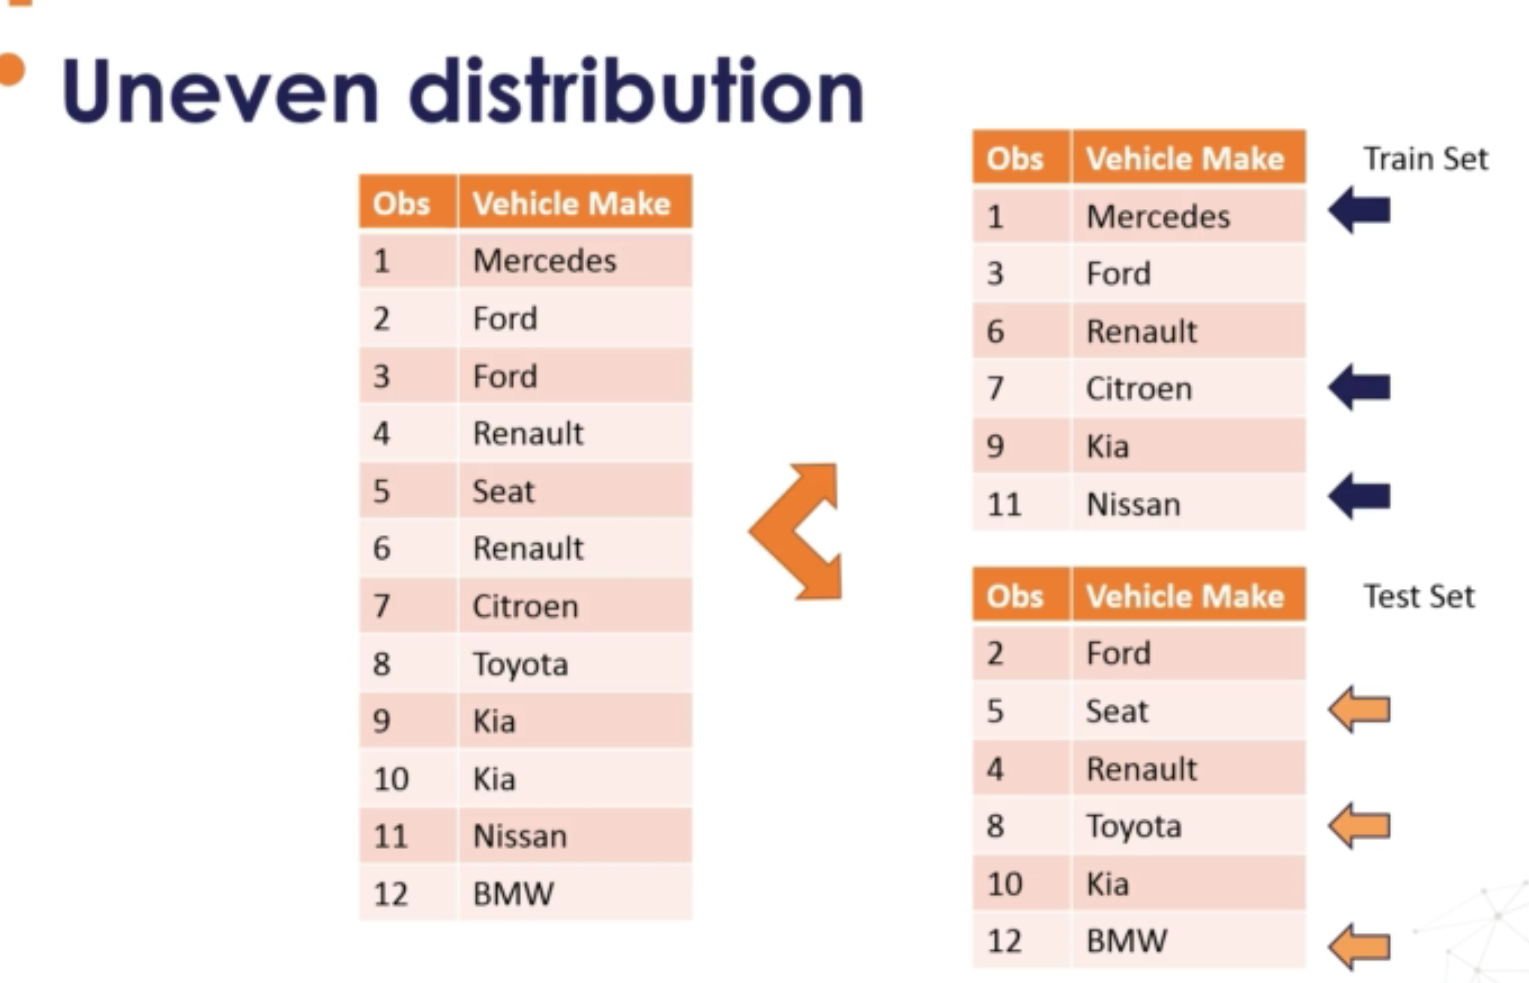 Uneven distribution
Obs Vehicle Make
1 Mercedes
2 Ford
3 Ford
4 Renault
5 Seat
6 Renault
7 Citroen
8 Toyota
9 Kia
10 Kia
11 Nissan
12 BMW
Obs Vehicle Make Train Set
1 Mercedes
3 Ford
6 Renault
7 Citroen
9 Kia
11 Nissan
Obs Vehicle Make Test Set
2 Ford
5 Seat
4 Renault
8 Toyota
10 Kia
12 BMW